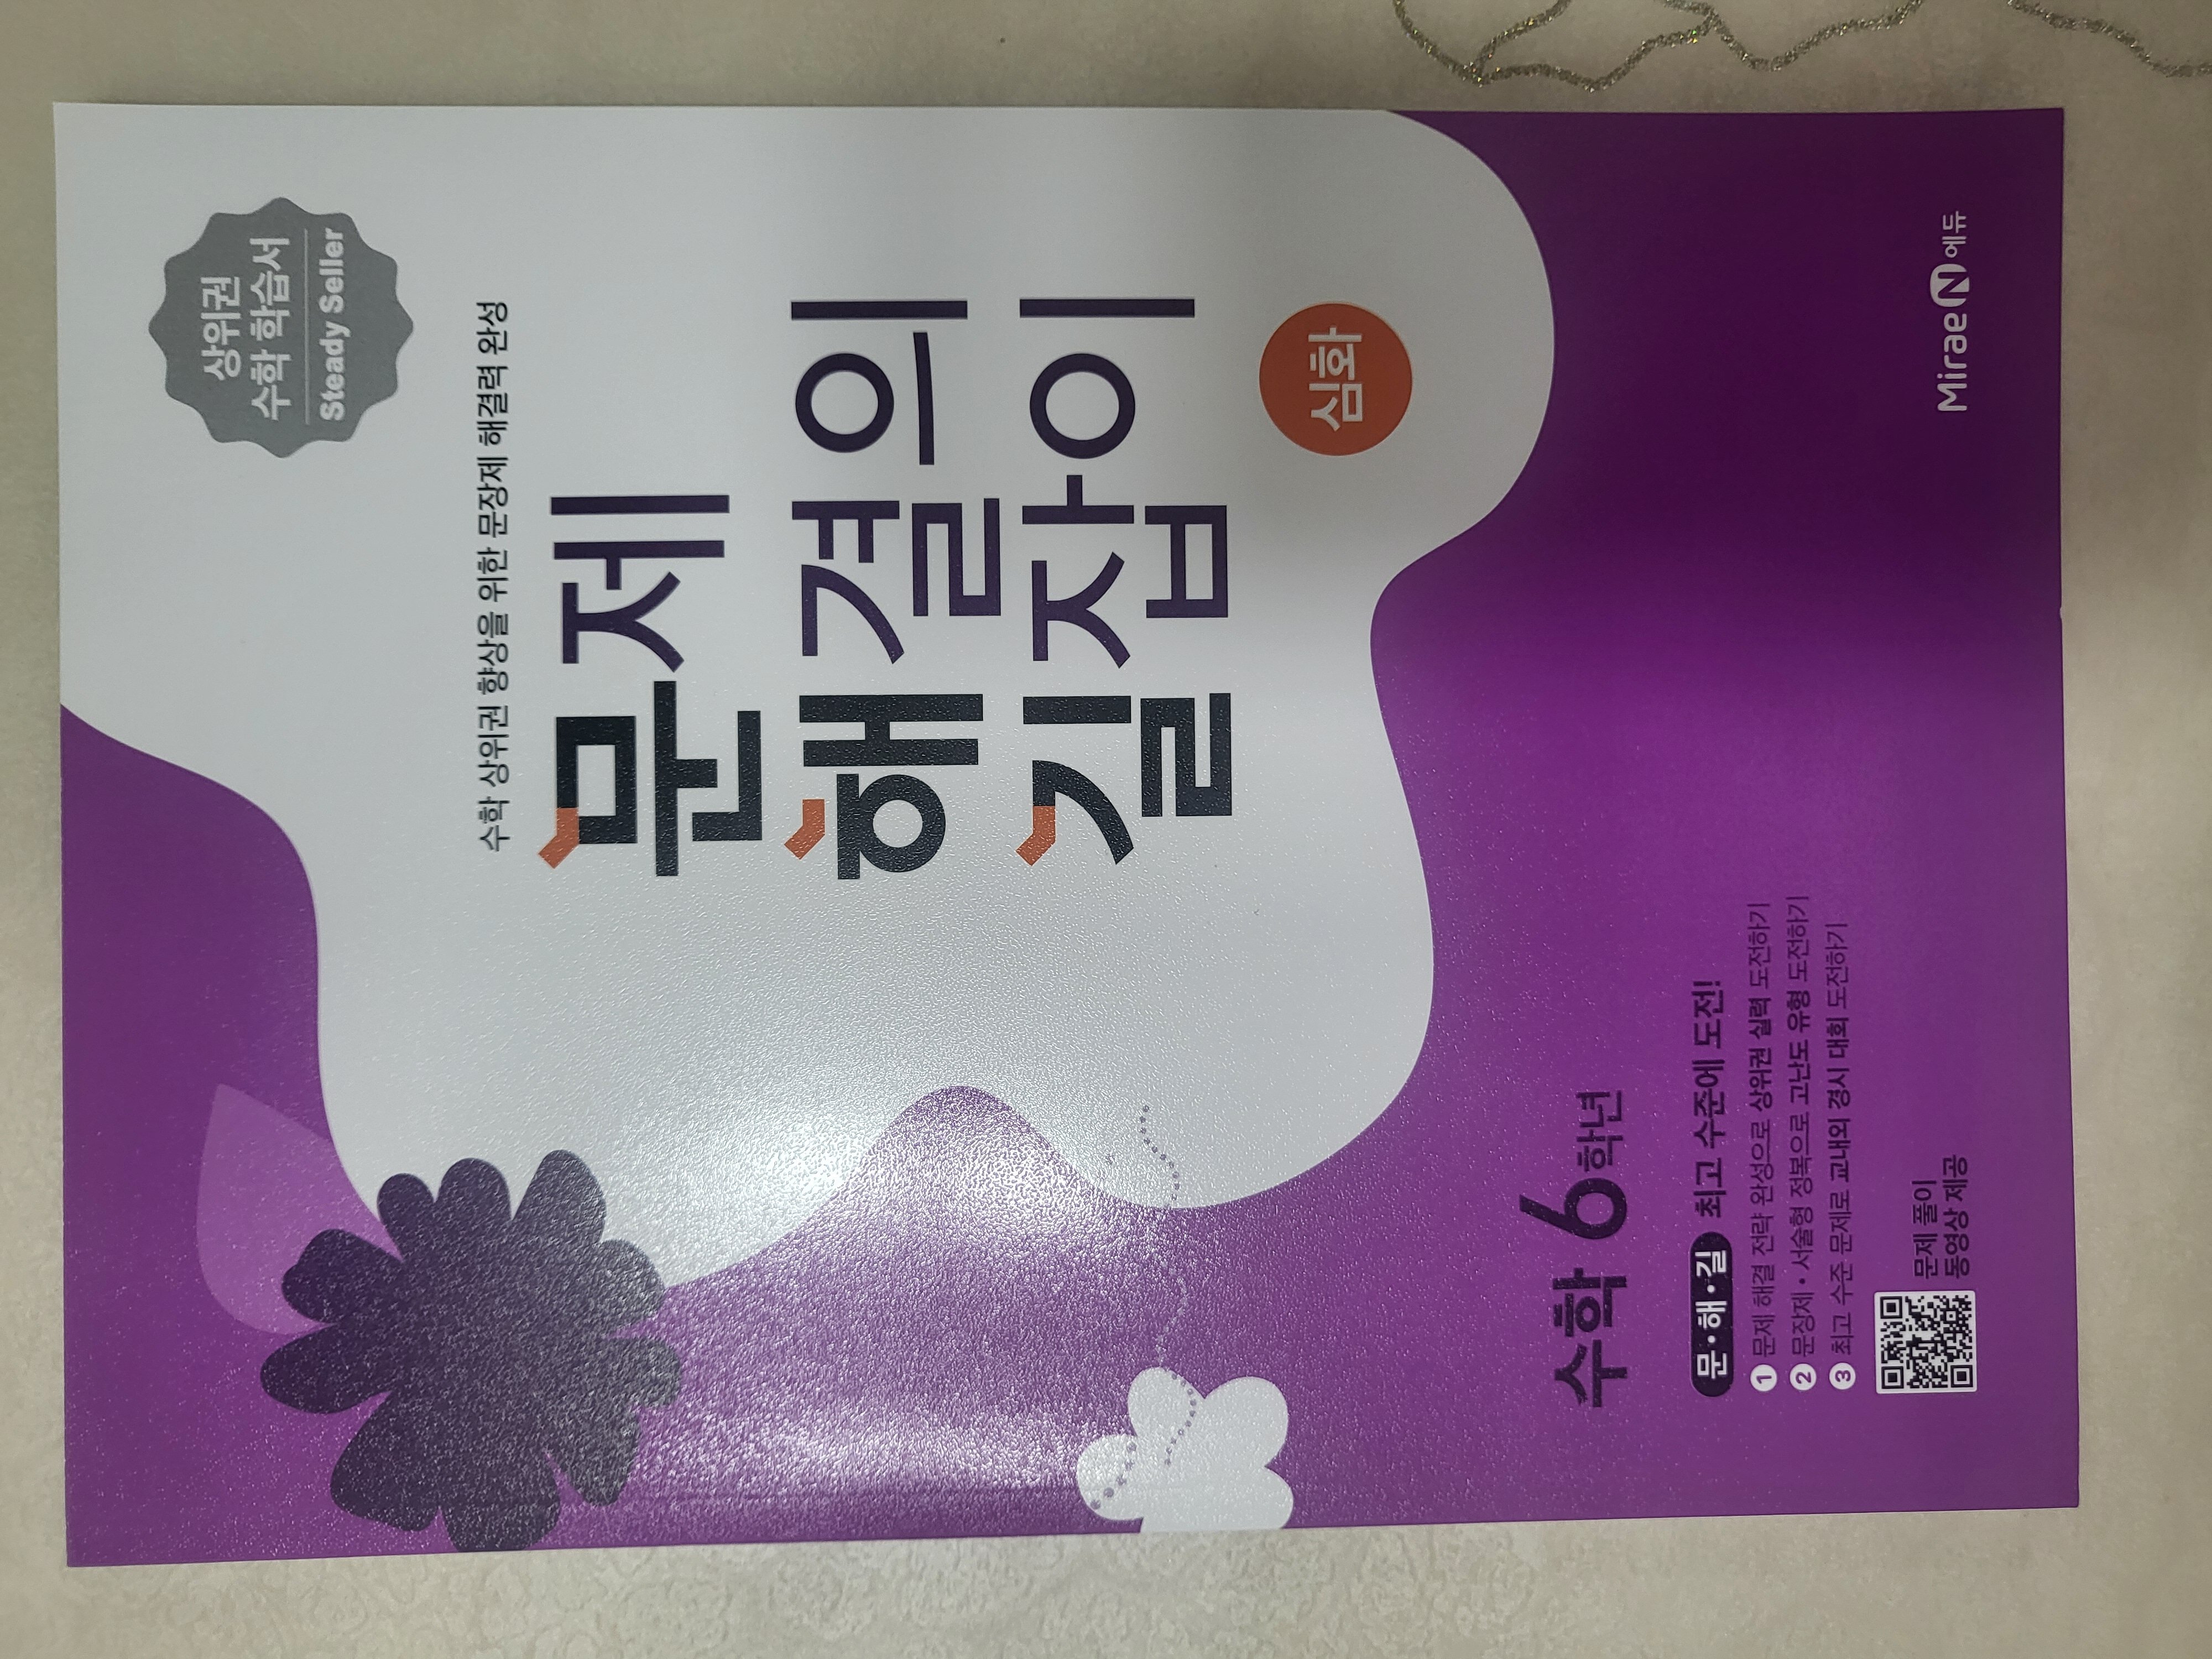 상위권
수학 학습서
Steady Seller
수학 상위권 향상을 위한 문장제 해결력 완성
문제
해결의
길잡이
심화
수학 6학년
문·해·길 최고 수준에 도전!
1 문제 해결 전략 완성으로 상위권 실력 도전하기
2 문장제·서술형 정복으로 고난도 유형 도전하기
3 최고 수준 문제로 교내외 경시 대회 도전하기
문제 풀이
동영상 제공
Mirae N 에듀